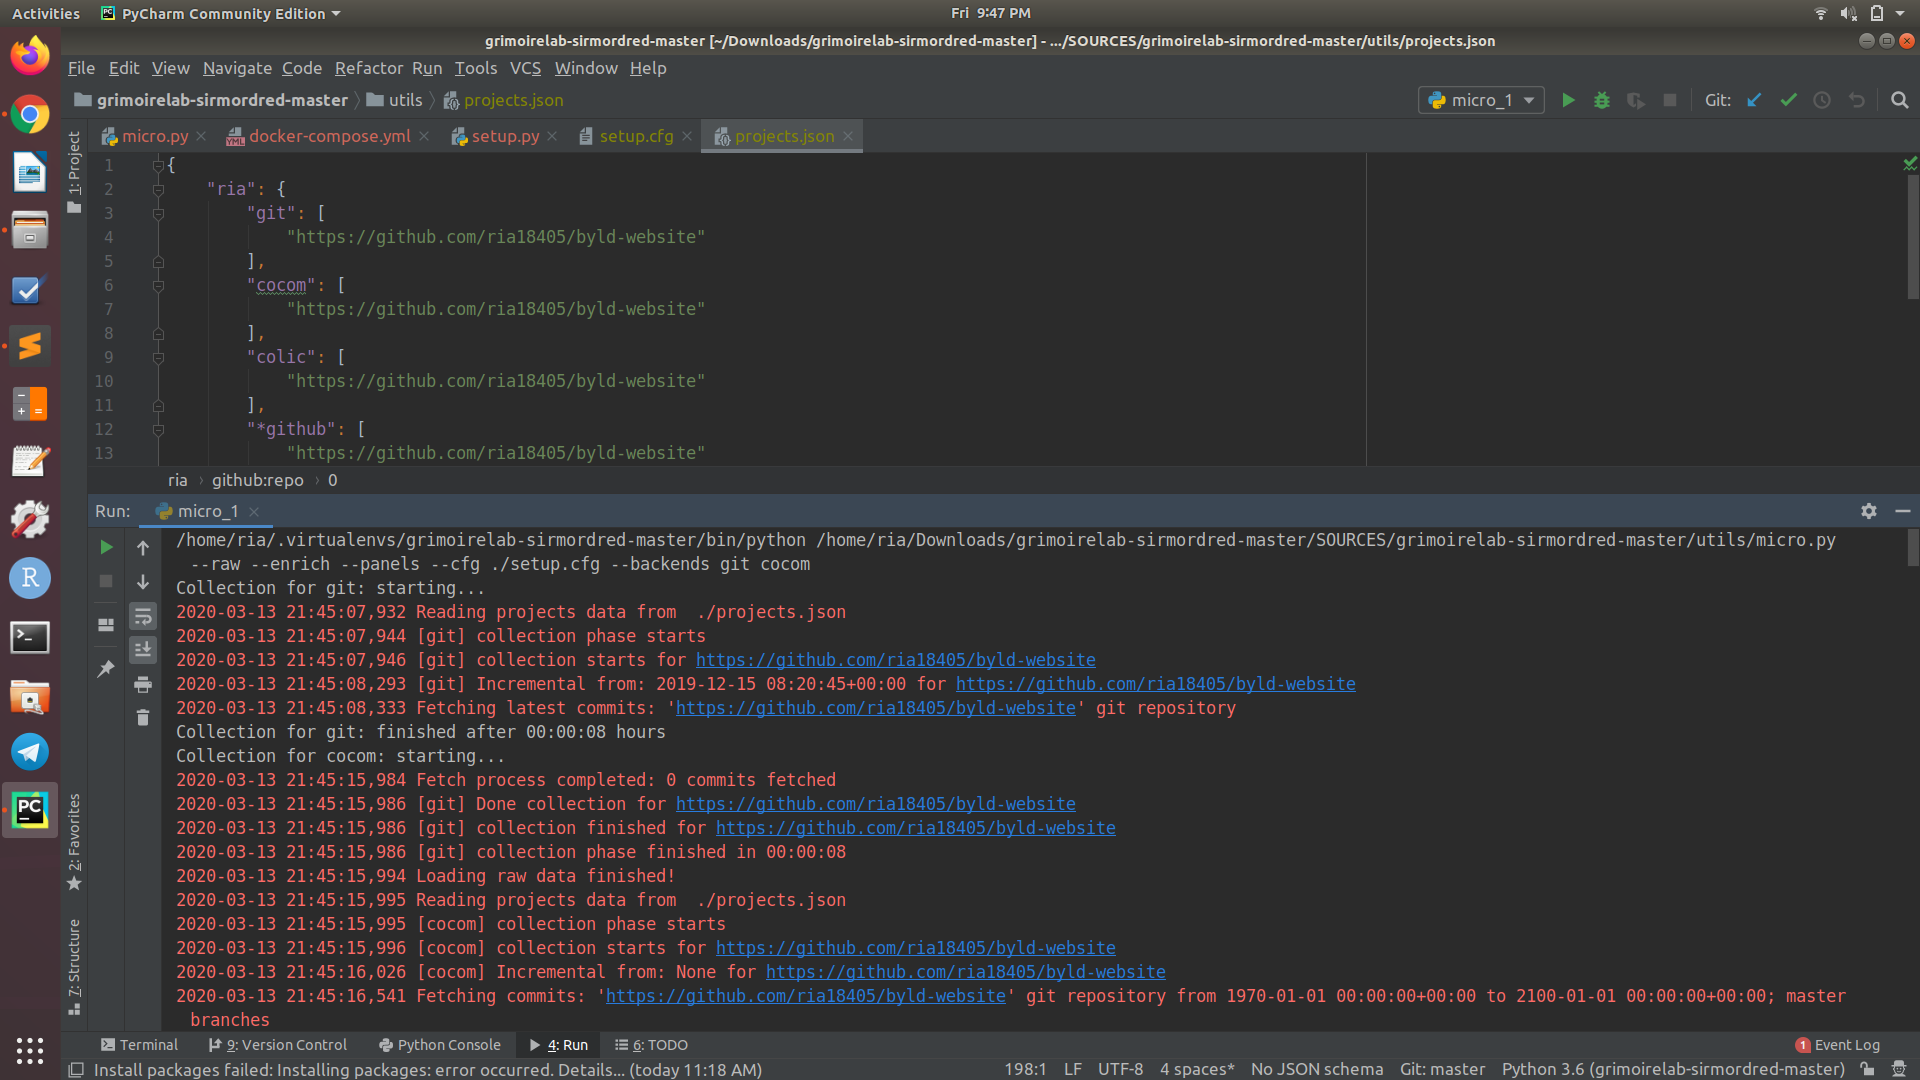 Activities PyCharm Community Edition Fri 9:47 PM
grimoirelab-sirmordred-master [~/Downloads/grimoirelab-sirmordred-master] - .../SOURCES/grimoirelab-sirmordred-master/utils/projects.json
File Edit View Navigate Code Refactor Run Tools VCS Window Help
grimoirelab-sirmordred-master utils projects.json micro_1 Git:
micro.py docker-compose.yml setup.py setup.cfg projects.json
1: Project
1 {
2 "ria": {
3 "git": [
4 "https://github.com/ria18405/byld-website"
5 ],
6 "cocom": [
7 "https://github.com/ria18405/byld-website"
8 ],
9 "colic": [
10 "https://github.com/ria18405/byld-website"
11 ],
12 "*github": [
13 "https://github.com/ria18405/byld-website"
ria › github:repo › 0
Run: micro_1
/home/ria/.virtualenvs/grimoirelab-sirmordred-master/bin/python /home/ria/Downloads/grimoirelab-sirmordred-master/SOURCES/grimoirelab-sirmordred-master/utils/micro.py
--raw --enrich --panels --cfg ./setup.cfg --backends git cocom
Collection for git: starting...
2020-03-13 21:45:07,932 Reading projects data from  ./projects.json
2020-03-13 21:45:07,944 [git] collection phase starts
2020-03-13 21:45:07,946 [git] collection starts for https://github.com/ria18405/byld-website
2020-03-13 21:45:08,293 [git] Incremental from: 2019-12-15 08:20:45+00:00 for https://github.com/ria18405/byld-website
2020-03-13 21:45:08,333 Fetching latest commits: 'https://github.com/ria18405/byld-website' git repository
Collection for git: finished after 00:00:08 hours
Collection for cocom: starting...
2020-03-13 21:45:15,984 Fetch process completed: 0 commits fetched
2020-03-13 21:45:15,986 [git] Done collection for https://github.com/ria18405/byld-website
2020-03-13 21:45:15,986 [git] collection finished for https://github.com/ria18405/byld-website
2020-03-13 21:45:15,986 [git] collection phase finished in 00:00:08
2020-03-13 21:45:15,994 Loading raw data finished!
2020-03-13 21:45:15,995 Reading projects data from  ./projects.json
2020-03-13 21:45:15,995 [cocom] collection phase starts
2020-03-13 21:45:15,996 [cocom] collection starts for https://github.com/ria18405/byld-website
2020-03-13 21:45:16,026 [cocom] Incremental from: None for https://github.com/ria18405/byld-website
2020-03-13 21:45:16,541 Fetching commits: 'https://github.com/ria18405/byld-website' git repository from 1970-01-01 00:00:00+00:00 to 2100-01-01 00:00:00+00:00; master
branches
2: Favorites
7: Structure
Terminal 9: Version Control Python Console 4: Run 6: TODO 1 Event Log
Install packages failed: Installing packages: error occurred. Details... (today 11:18 AM) 198:1 LF UTF-8 4 spaces* No JSON schema Git: master Python 3.6 (grimoirelab-sirmordred-master)